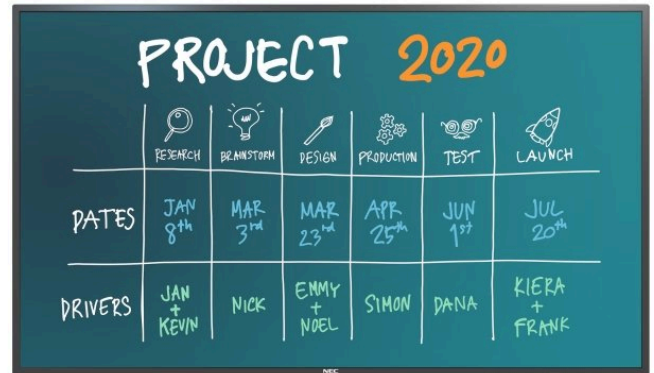 PROJECT 2020
RESEARCH BRAINSTORM DESIGN PRODUCTION TEST LAUNCH
DATES JAN 8th MAR 3rd MAR 23rd APR 25th JUN 1st JUL 20th
DRIVERS JAN + KEVIN NICK EMMY + NOEL SIMON DANA KIERA + FRANK
NEC